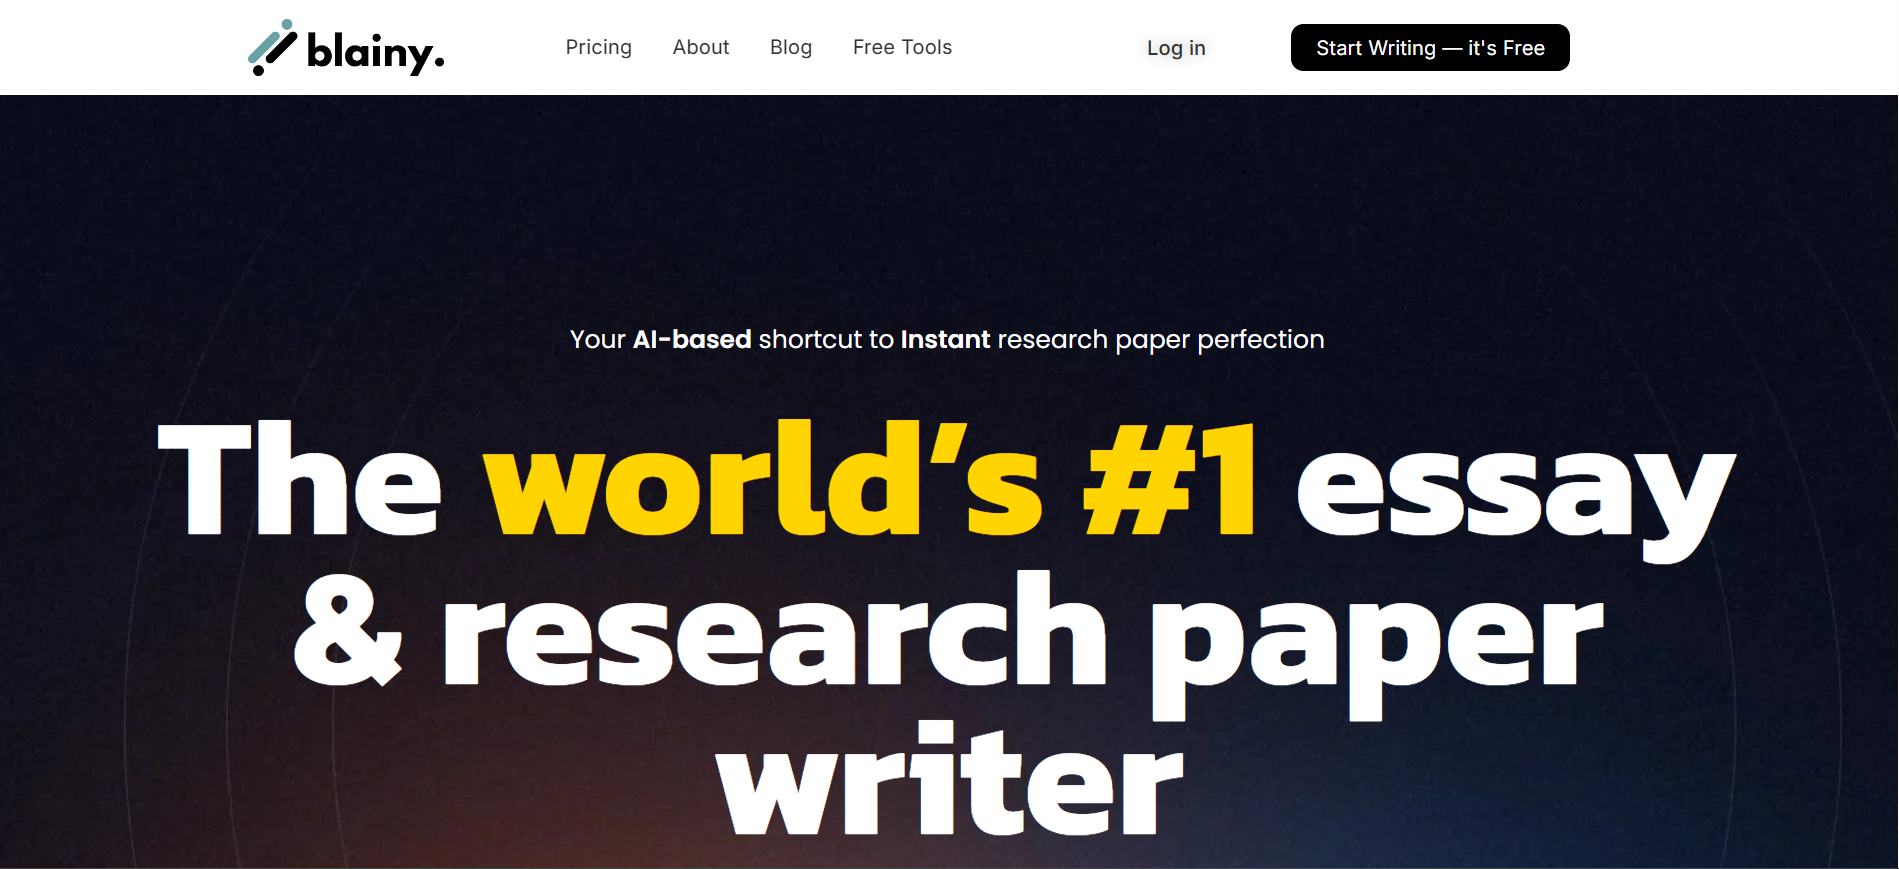 blainy.
Pricing About Blog Free Tools Log in Start Writing — it's Free
Your AI-based shortcut to Instant research paper perfection
The world’s #1 essay
& research paper
writer